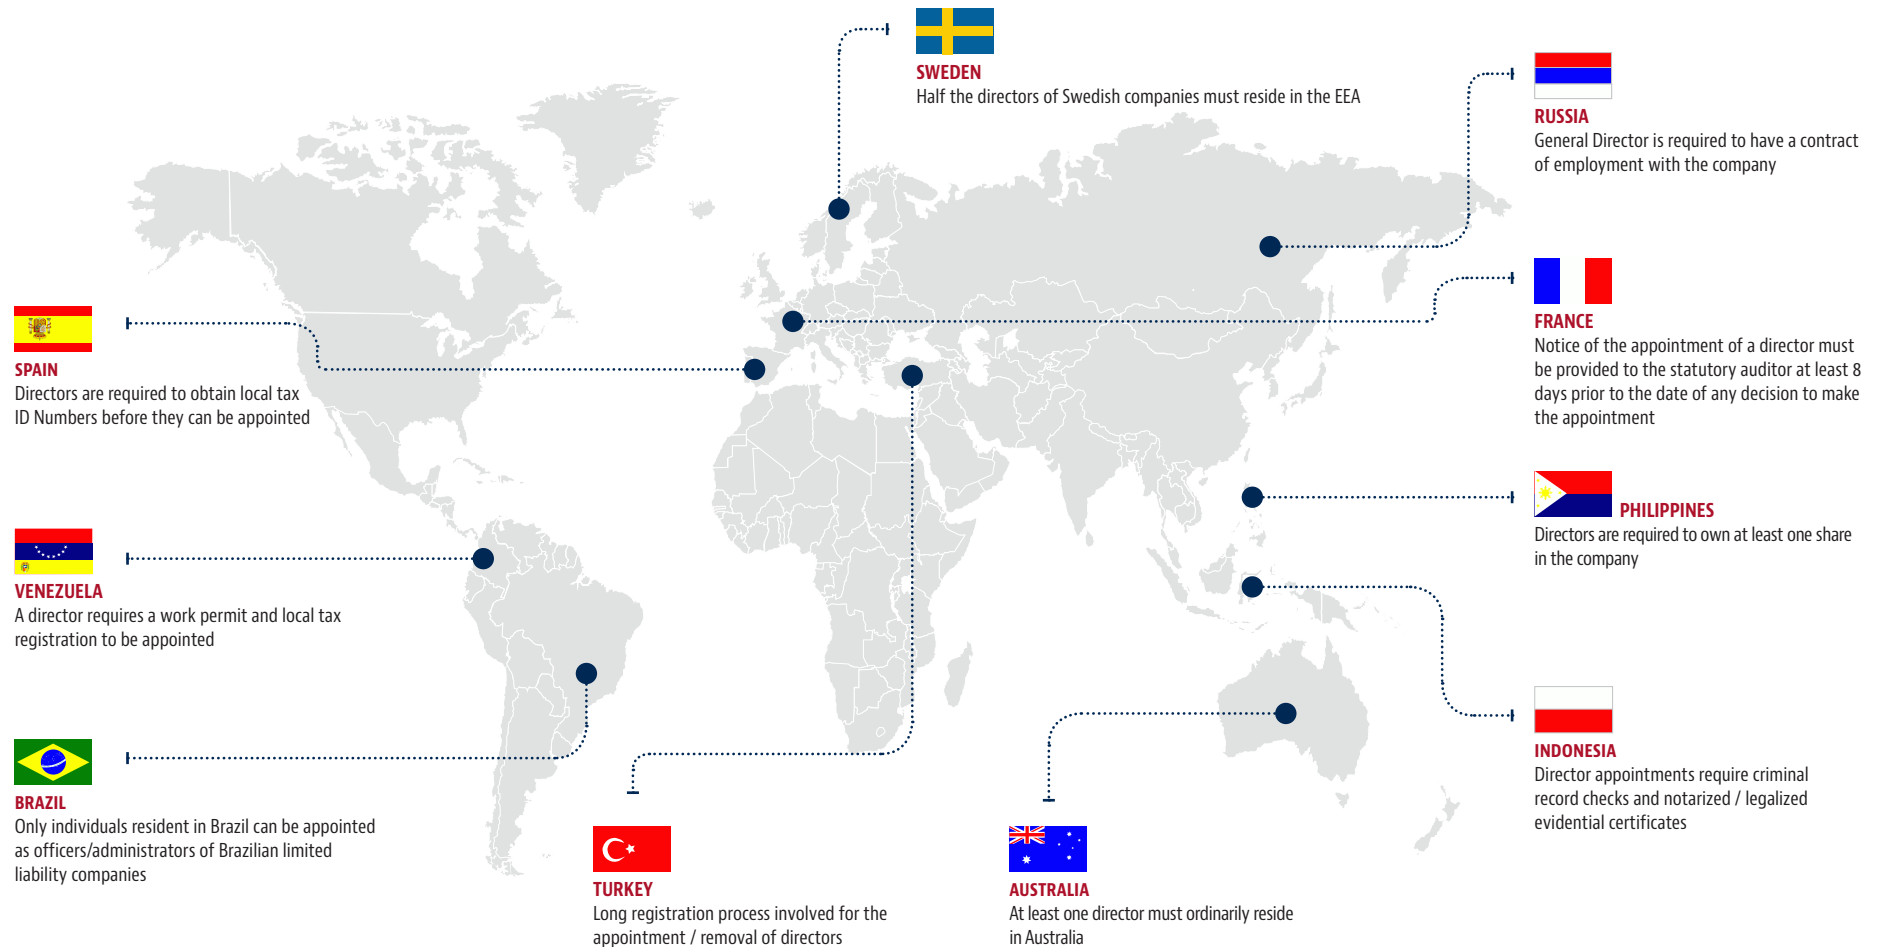 SWEDEN
Half the directors of Swedish companies must reside in the EEA
RUSSIA
General Director is required to have a contract
of employment with the company
FRANCE
Notice of the appointment of a director must
be provided to the statutory auditor at least 8
days prior to the date of any decision to make
the appointment
SPAIN
Directors are required to obtain local tax
ID Numbers before they can be appointed
PHILIPPINES
Directors are required to own at least one share
in the company
VENEZUELA
A director requires a work permit and local tax
registration to be appointed
INDONESIA
Director appointments require criminal
record checks and notarized / legalized
evidential certificates
BRAZIL
Only individuals resident in Brazil can be appointed
as officers/administrators of Brazilian limited
liability companies
TURKEY
Long registration process involved for the
appointment / removal of directors
AUSTRALIA
At least one director must ordinarily reside
in Australia